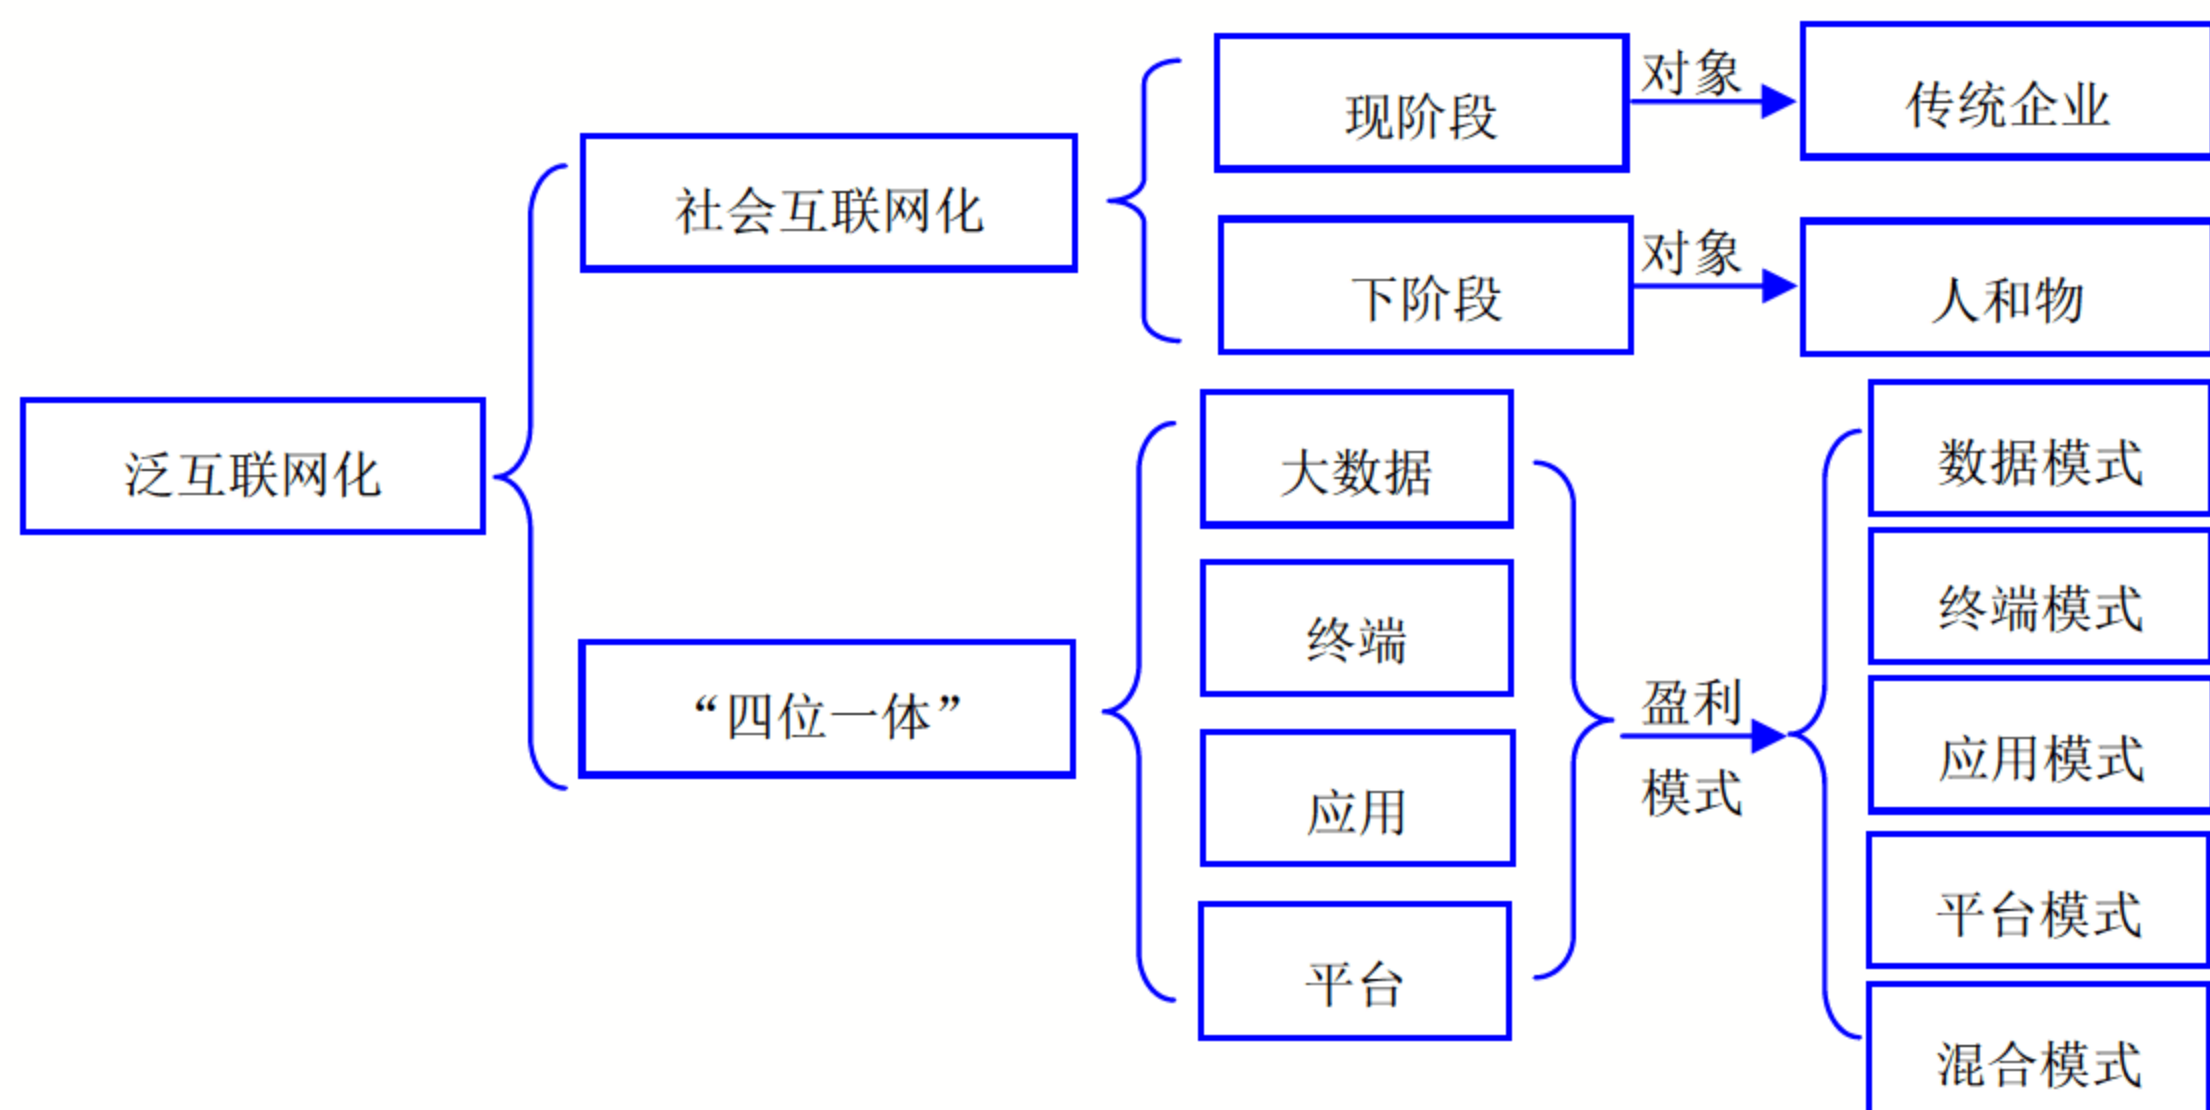 泛互联网化
社会互联网化
现阶段
对象
传统企业
下阶段
对象
人和物
“四位一体”
大数据
终端
应用
平台
盈利
模式
数据模式
终端模式
应用模式
平台模式
混合模式